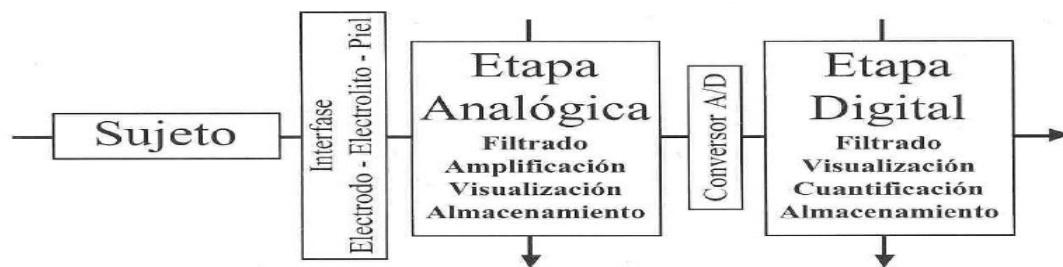 Sujeto
Interfase
Electrodo - Electrolito - Piel
Etapa
Analógica
Filtrado
Amplificación
Visualización
Almacenamiento
Conversor A/D
Etapa
Digital
Filtrado
Visualización
Cuantificación
Almacenamiento